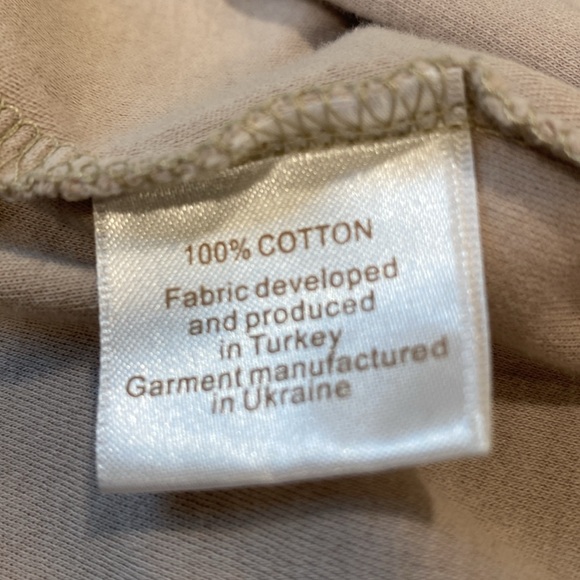 100% COTTON
Fabric developed
and produced
in Turkey
Garment manufactured
in Ukraine